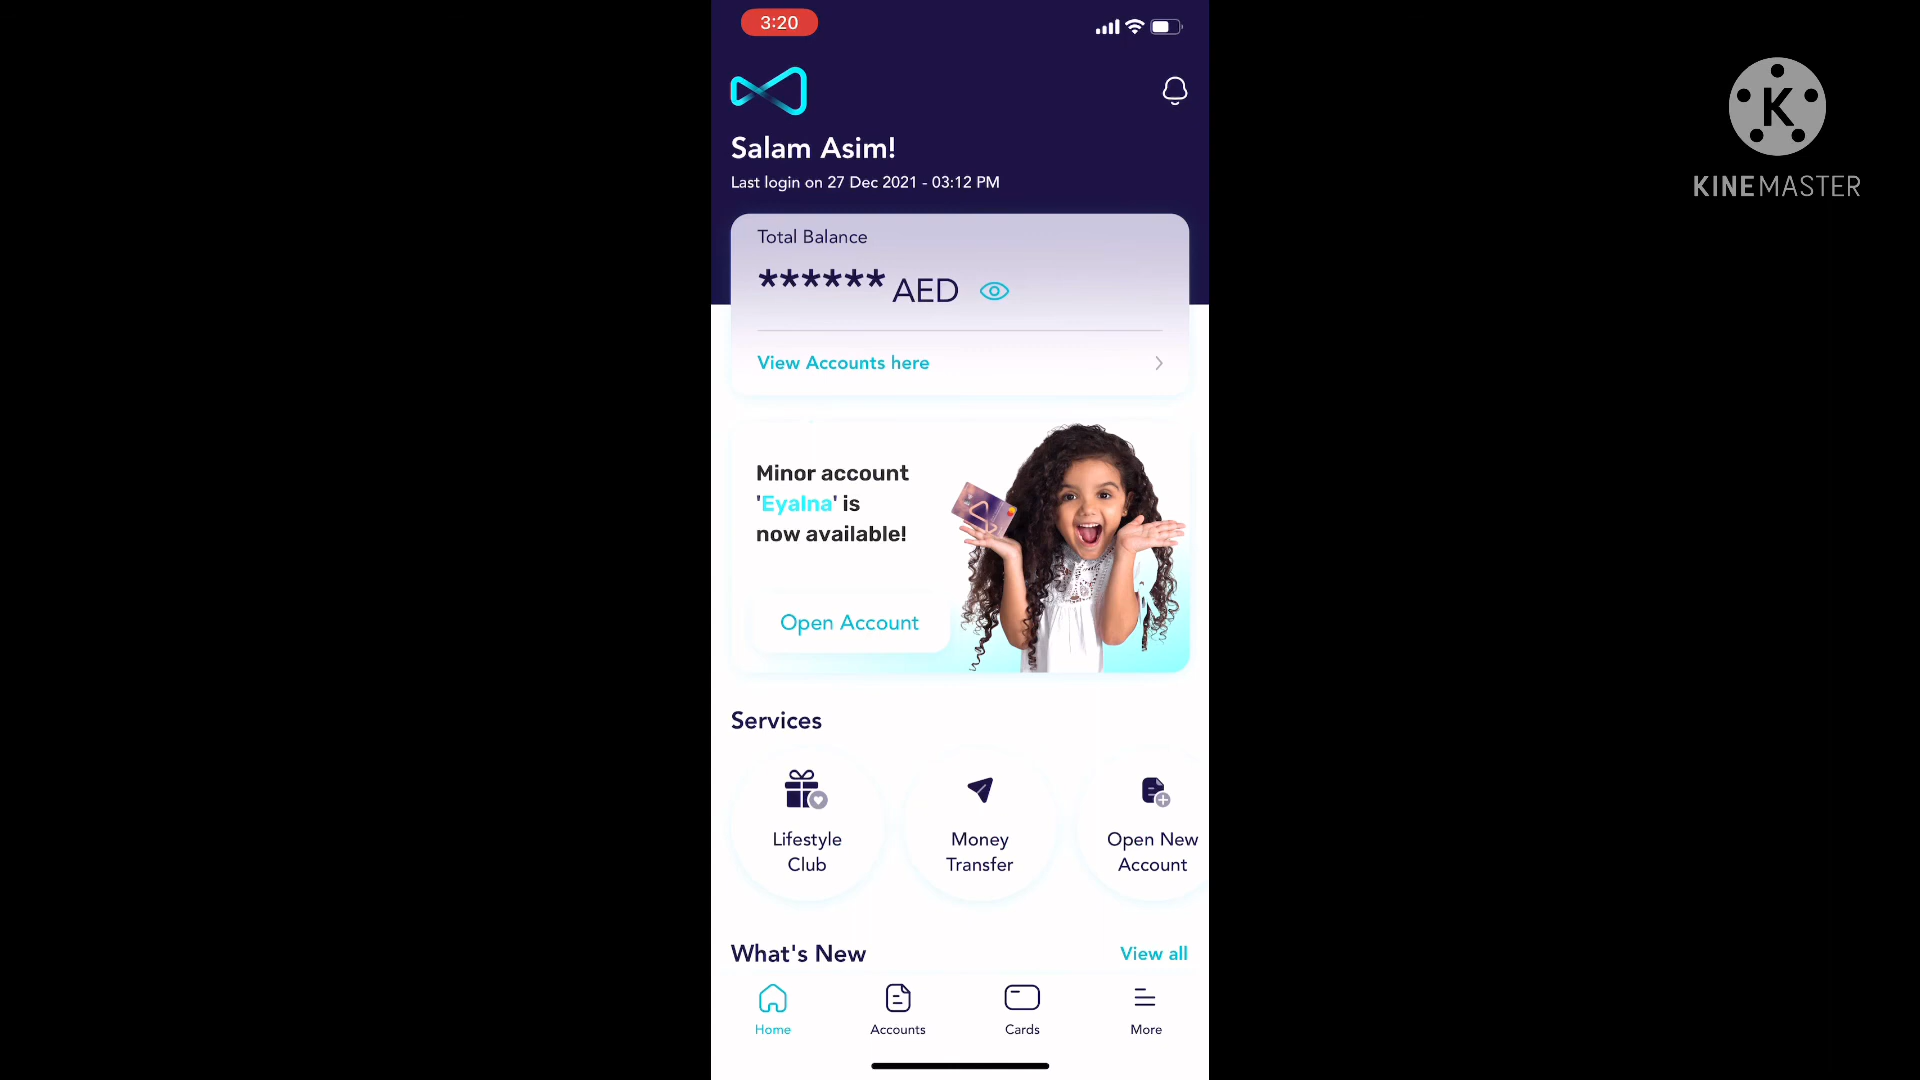 3:20
K
KINEMASTER
Salam Asim!
Last login on 27 Dec 2021 - 03:12 PM
Total Balance
****** AED
View Accounts here
Minor account
'Eyalna' is
now available!
Open Account
Services
Lifestyle
Club
Money
Transfer
Open New
Account
What's New
View all
Home
Accounts
Cards
More